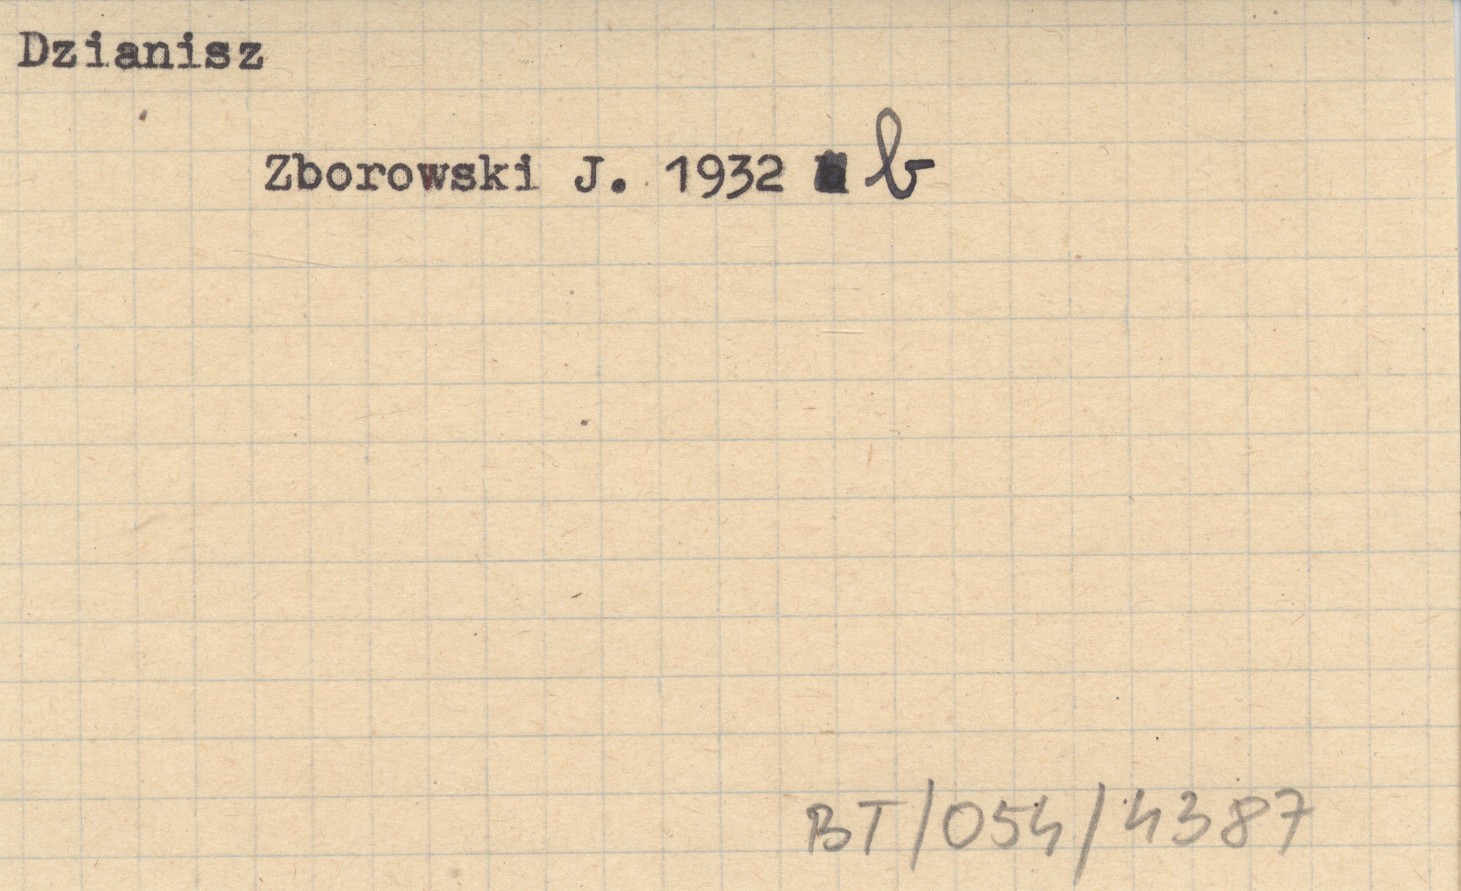 Dzianisz
Zborowski J. 1932 b
BT/054/4387